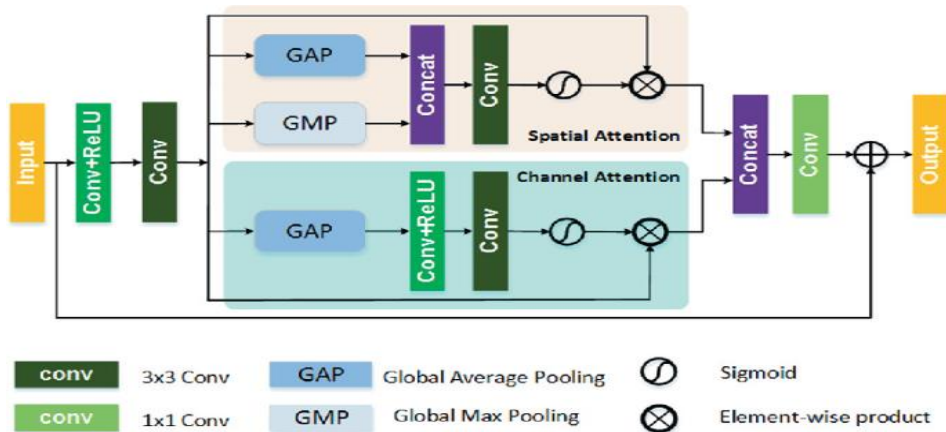 GAP
GMP
Concat
Conv
Spatial Attention
Input
Conv+ReLU
Conv
Concat
Conv
Output
Channel Attention
GAP
Conv+ReLU
Conv
conv 3x3 Conv GAP Global Average Pooling Sigmoid
conv 1x1 Conv GMP Global Max Pooling Element-wise product